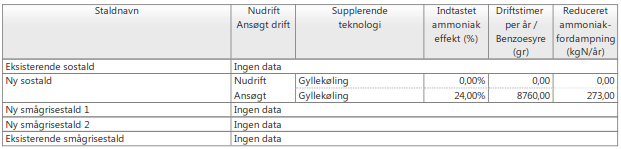 Staldnavn Nudrift Supplerende Indtastet Driftstimer Reduceret
Ansøgt drift teknologi ammoniak per år / ammoniak-
effekt (%) Benzoesyre fordampning
(gr) (kgN/år)
Eksisterende sostald Ingen data
Ny sostald Nudrift Gyllekøling 0,00% 0,00 0,00
Ansøgt Gyllekøling 24,00% 8760,00 273,00
Ny smågrisestald 1 Ingen data
Ny smågrisestald 2 Ingen data
Eksisterende smågrisestald Ingen data